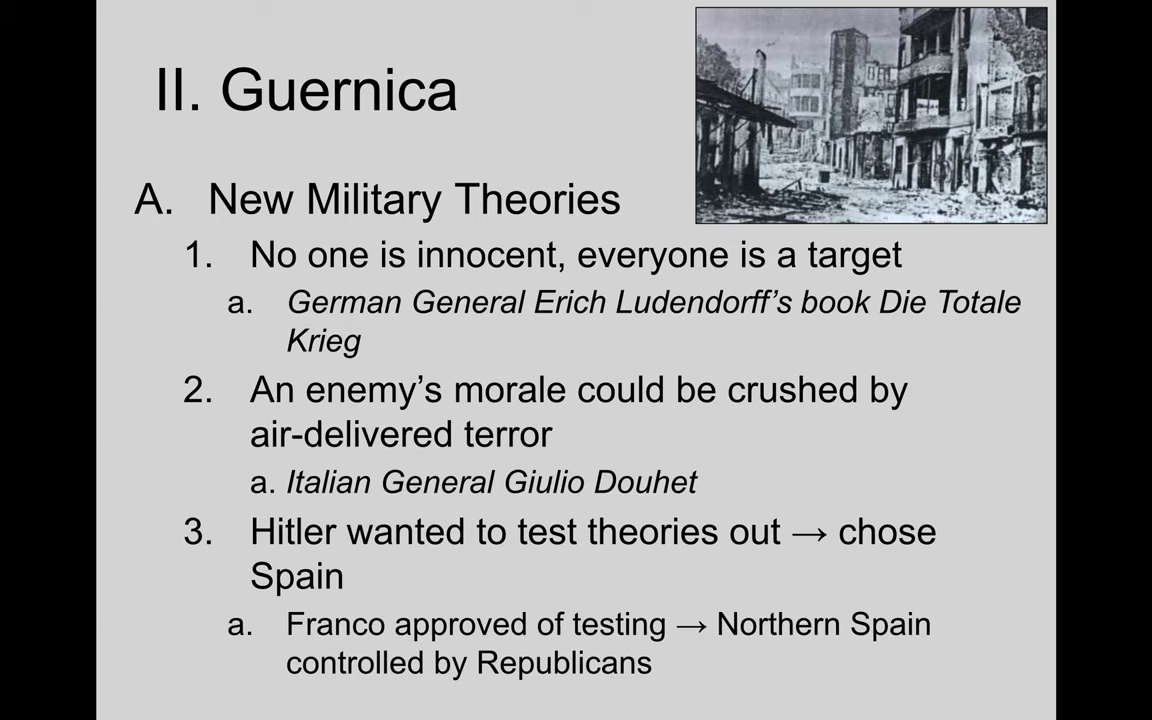 II. Guernica
A. New Military Theories
1. No one is innocent, everyone is a target
a. German General Erich Ludendorff’s book Die Totale
Krieg
2. An enemy’s morale could be crushed by
air-delivered terror
a. Italian General Giulio Douhet
3. Hitler wanted to test theories out → chose
Spain
a. Franco approved of testing → Northern Spain
controlled by Republicans